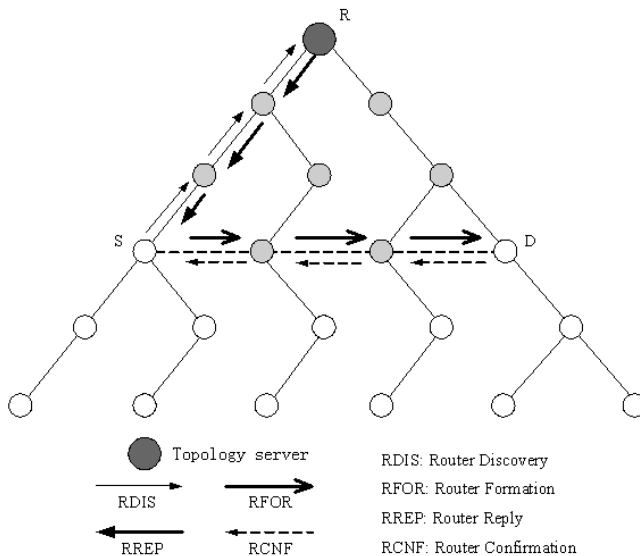 R
S
D
Topology server
RDIS: Router Discovery
RDIS
RFOR
RFOR: Router Formation
RREP: Router Reply
RREP
RCNF
RCNF: Router Confirmation